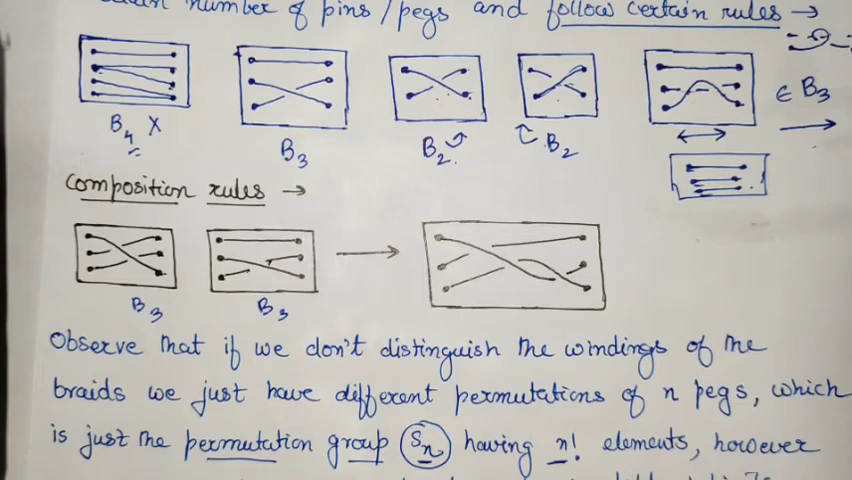 number of pins/pegs and follow certain rules →
B4 X
B3
B2
B2
∈ B3
composition rules →
B3
B3
Observe that if we don't distinguish the windings of the
braids we just have different permutations of n pegs, which
is just the permutation group Sn having n! elements, however